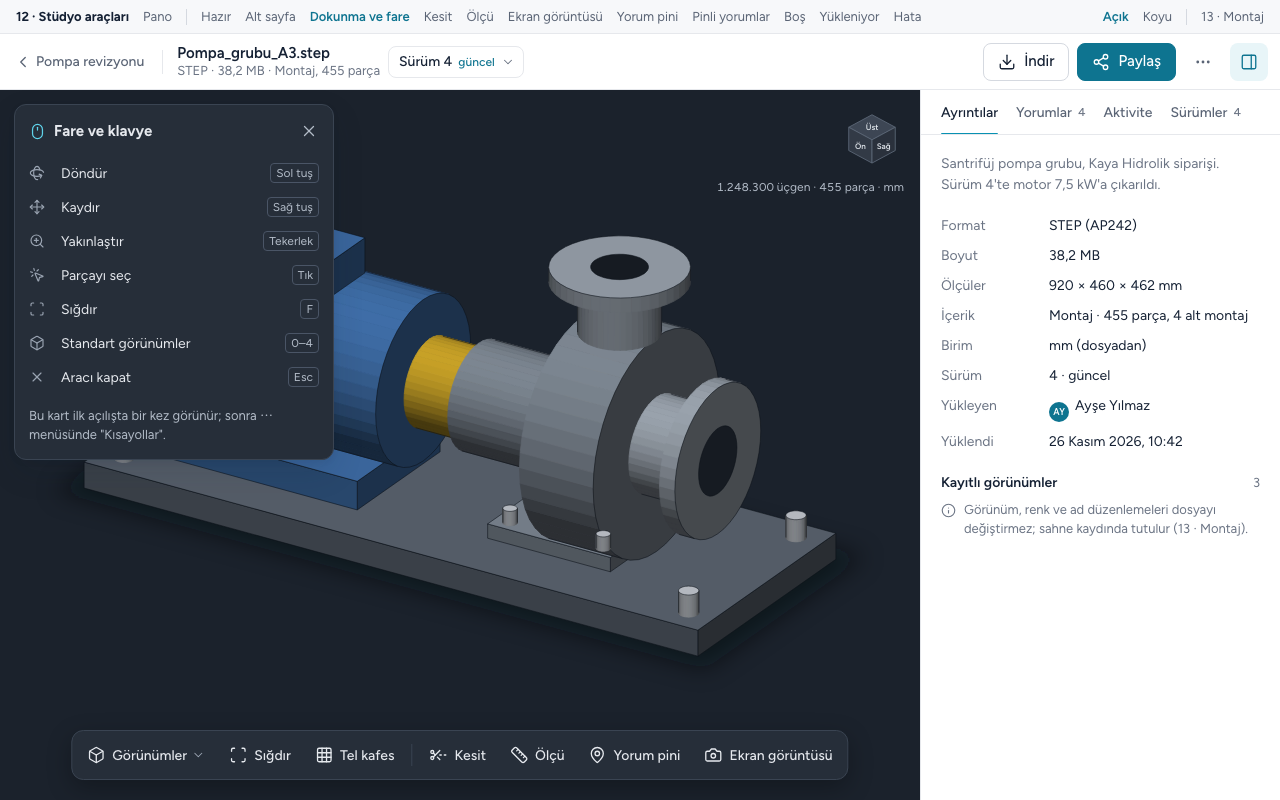 12 · Stüdyo araçları Pano Hazır Alt sayfa Dokunma ve fare Kesit Ölçü Ekran görüntüsü Yorum pini Pinli yorumlar Boş Yükleniyor Hata Açık Koyu 13 · Montaj
Pompa revizyonu
Pompa_grubu_A3.step
STEP · 38,2 MB · Montaj, 455 parça
Sürüm 4 güncel
İndir
Paylaş
Fare ve klavye
Döndür Sol tuş
Kaydır Sağ tuş
Yakınlaştır Tekerlek
Parçayı seç Tık
Sığdır F
Standart görünümler 0–4
Aracı kapat Esc
Bu kart ilk açılışta bir kez görünür; sonra ···
menüsünde "Kısayollar".
Üst
Ön Sağ
1.248.300 üçgen · 455 parça · mm
Görünümler Sığdır Tel kafes Kesit Ölçü Yorum pini Ekran görüntüsü
Ayrıntılar Yorumlar 4 Aktivite Sürümler 4
Santrifüj pompa grubu, Kaya Hidrolik siparişi.
Sürüm 4'te motor 7,5 kW'a çıkarıldı.
Format STEP (AP242)
Boyut 38,2 MB
Ölçüler 920 × 460 × 462 mm
İçerik Montaj · 455 parça, 4 alt montaj
Birim mm (dosyadan)
Sürüm 4 · güncel
Yükleyen AY Ayşe Yılmaz
Yüklendi 26 Kasım 2026, 10:42
Kayıtlı görünümler 3
Görünüm, renk ve ad düzenlemeleri dosyayı
değiştirmez; sahne kaydında tutulur (13 · Montaj).